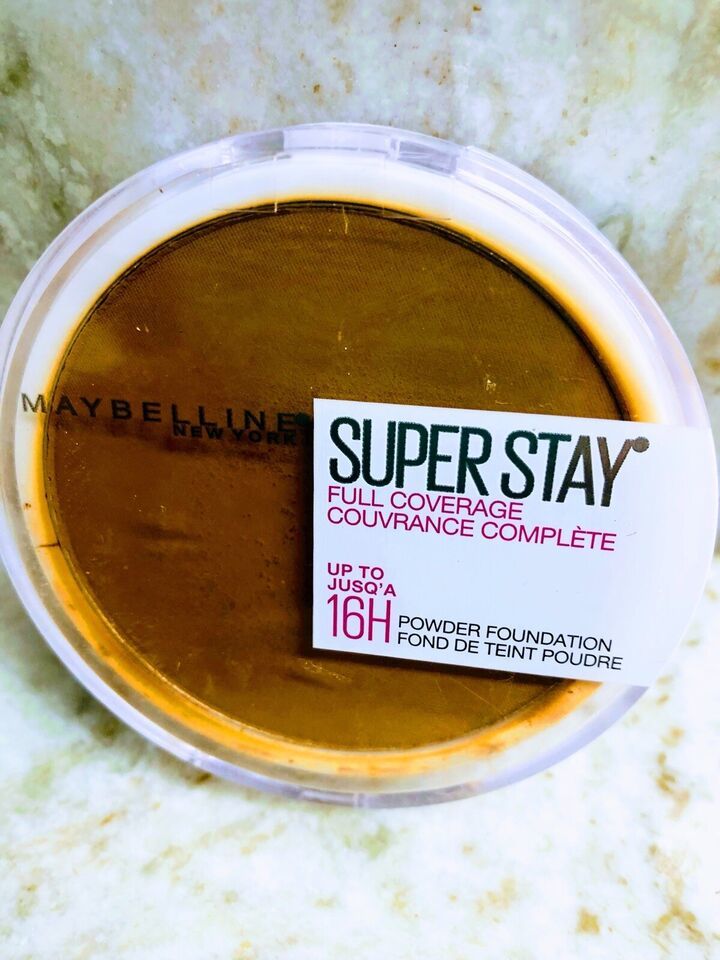 MAYBELLINE
NEW YORK
SUPER STAY
FULL COVERAGE
COUVRANCE COMPLÈTE
UP TO
JUSQ'A
16H
POWDER FOUNDATION
FOND DE TEINT POUDRE